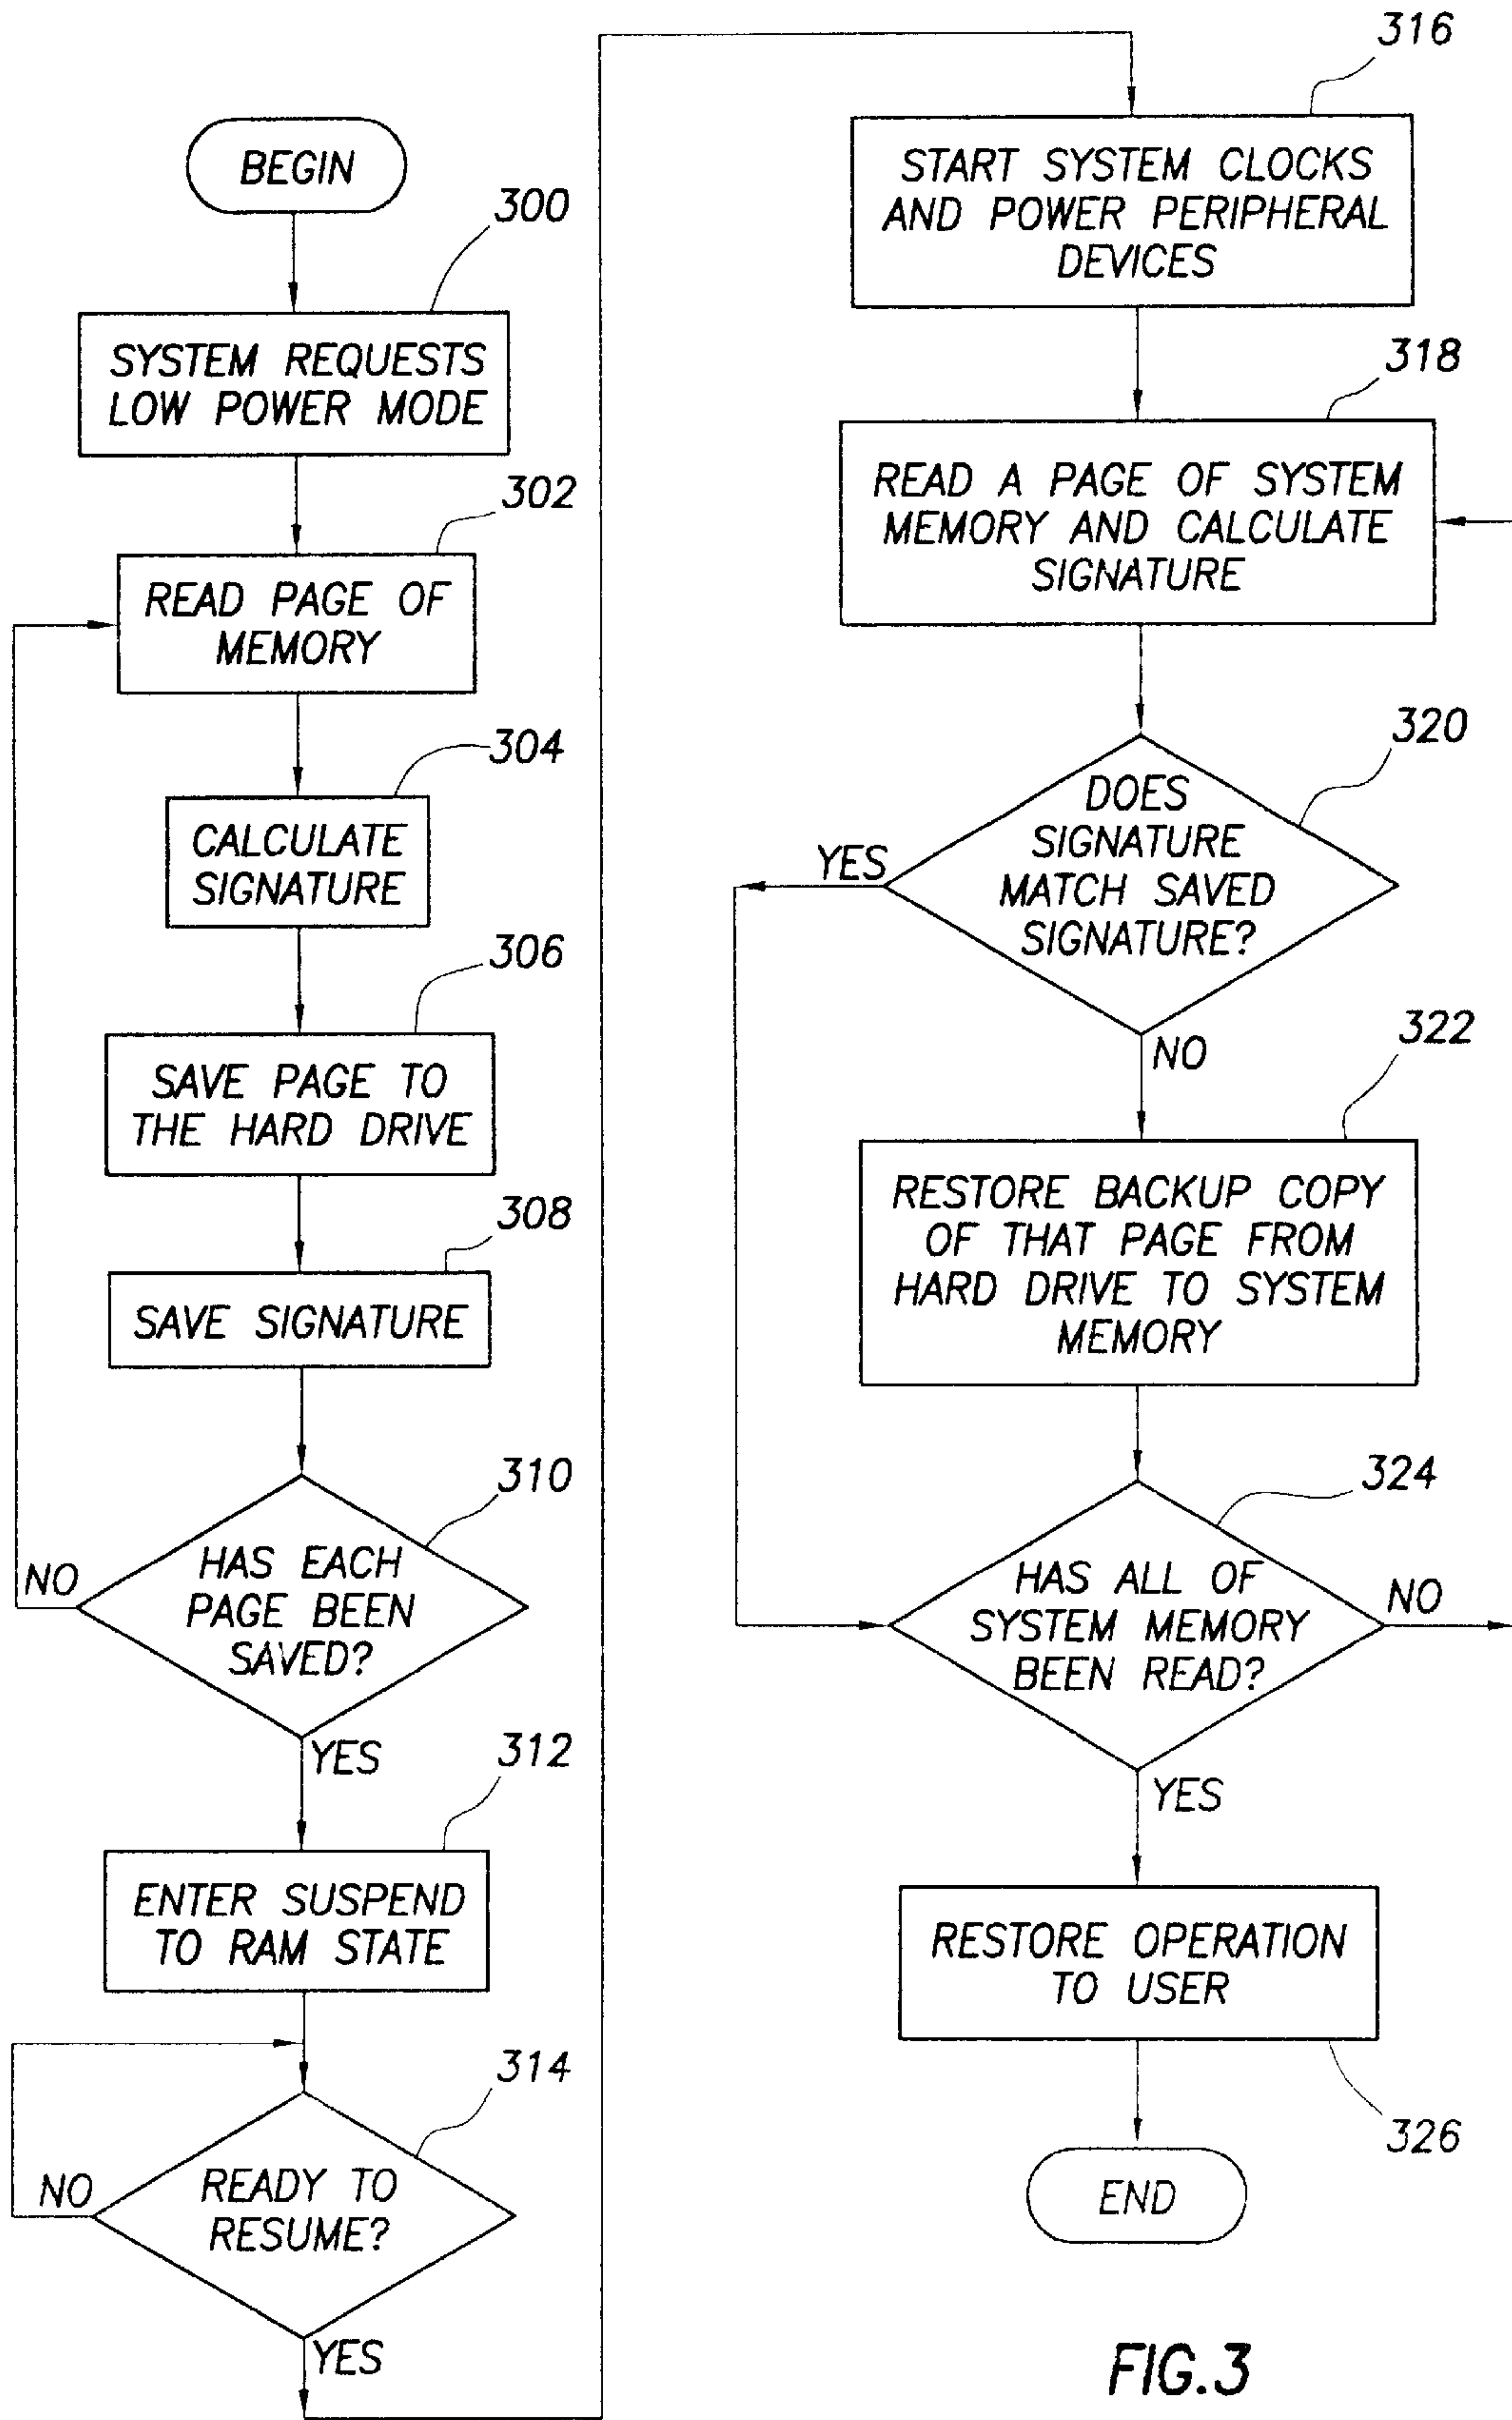 BEGIN
300
SYSTEM REQUESTS
LOW POWER MODE
302
READ PAGE OF
MEMORY
304
CALCULATE
SIGNATURE
306
SAVE PAGE TO
THE HARD DRIVE
308
SAVE SIGNATURE
310
HAS EACH
PAGE BEEN
SAVED?
NO
YES
312
ENTER SUSPEND
TO RAM STATE
314
READY TO
RESUME?
NO
YES
316
START SYSTEM CLOCKS
AND POWER PERIPHERAL
DEVICES
318
READ A PAGE OF SYSTEM
MEMORY AND CALCULATE
SIGNATURE
320
DOES
SIGNATURE
MATCH SAVED
SIGNATURE?
YES
NO
322
RESTORE BACKUP COPY
OF THAT PAGE FROM
HARD DRIVE TO SYSTEM
MEMORY
324
HAS ALL OF
SYSTEM MEMORY
BEEN READ?
NO
YES
RESTORE OPERATION
TO USER
326
END
FIG.3